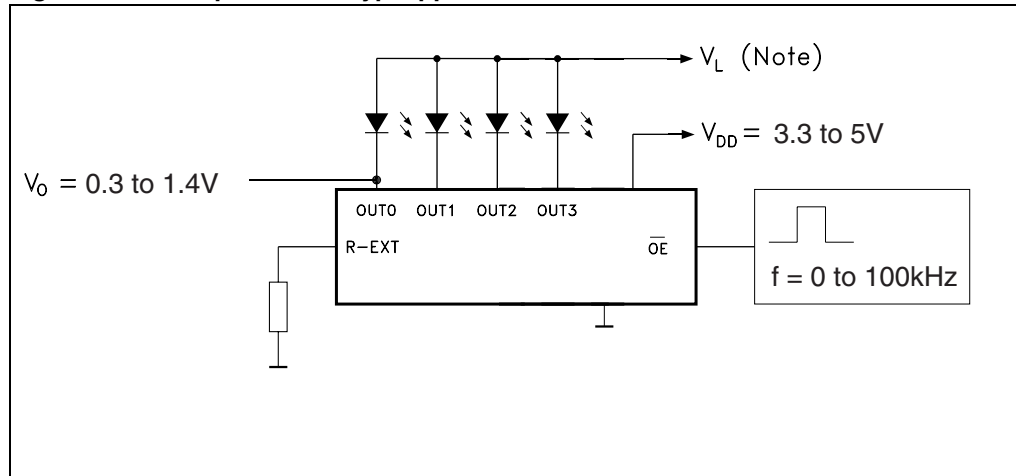 V_L (Note)
V_DD = 3.3 to 5V
V_O = 0.3 to 1.4V
OUT0 OUT1 OUT2 OUT3
R-EXT
OE
f = 0 to 100kHz